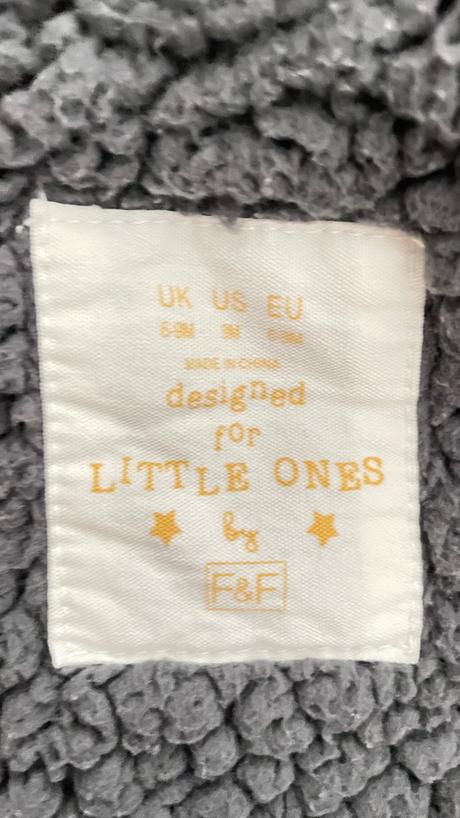 UK US EU
6-9M 9M 6-9M
MADE IN CHINA
designed
for
LITTLE ONES
by
F&F